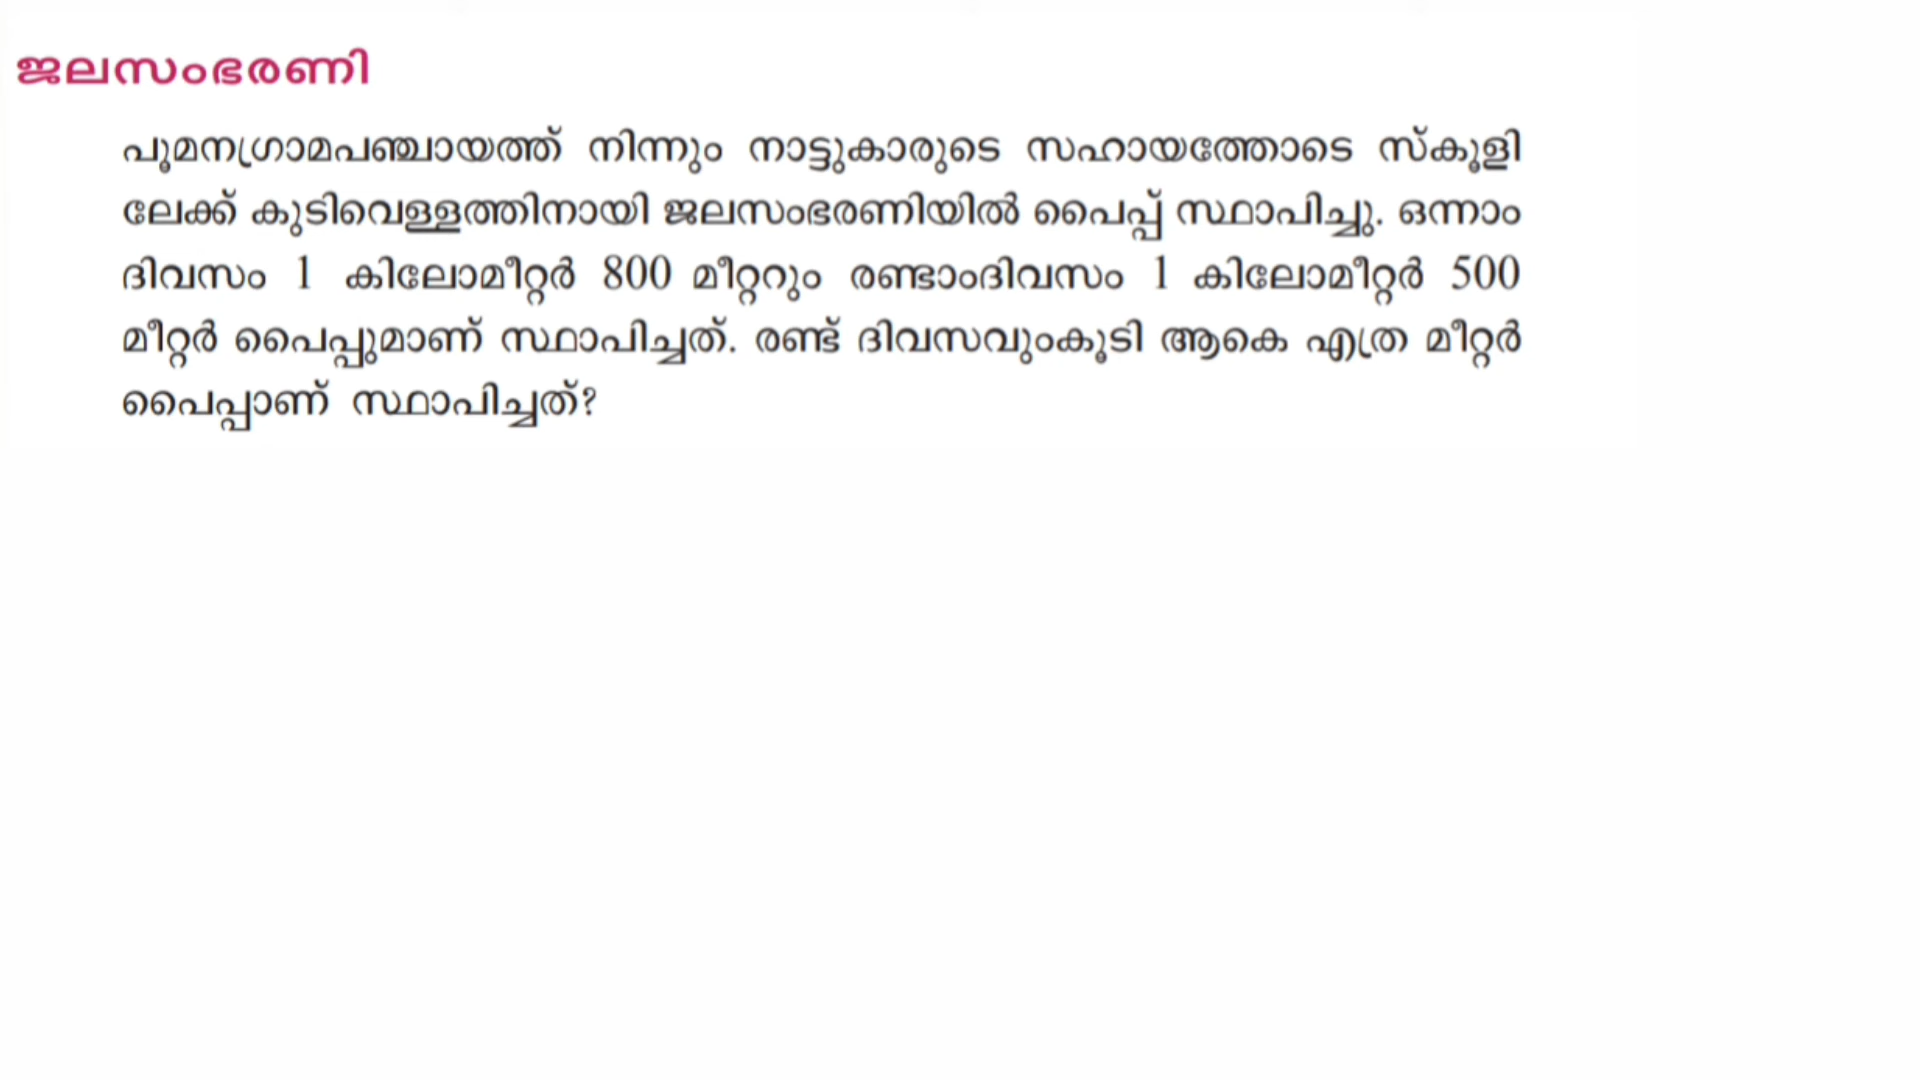 ജലസംഭരണി
പൂമനഗ്രാമപഞ്ചായത്ത് നിന്നും നാട്ടുകാരുടെ സഹായത്തോടെ സ്കൂളി
ലേക്ക് കുടിവെള്ളത്തിനായി ജലസംഭരണിയിൽ പൈപ്പ് സ്ഥാപിച്ചു. ഒന്നാം
ദിവസം 1 കിലോമീറ്റർ 800 മീറ്ററും രണ്ടാംദിവസം 1 കിലോമീറ്റർ 500
മീറ്റർ പൈപ്പുമാണ് സ്ഥാപിച്ചത്. രണ്ട് ദിവസവുംകൂടി ആകെ എത്ര മീറ്റർ
പൈപ്പാണ് സ്ഥാപിച്ചത്?